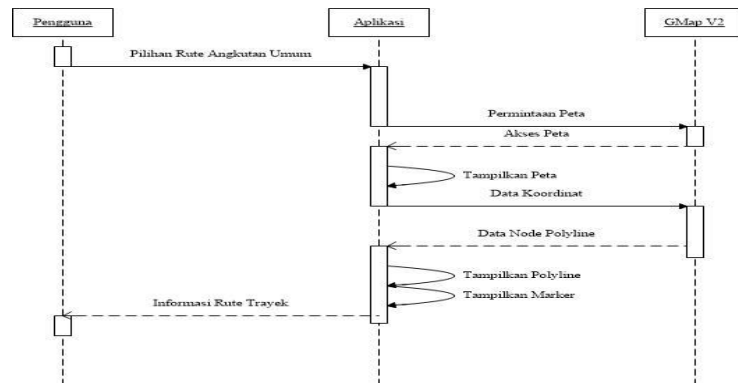 Pengguna
Aplikasi
GMap V2
Pilihan Rute Angkutan Umum
Permintaan Peta
Akses Peta
Tampilkan Peta
Data Koordinat
Data Node Polyline
Tampilkan Polyline
Tampilkan Marker
Informasi Rute Trayek